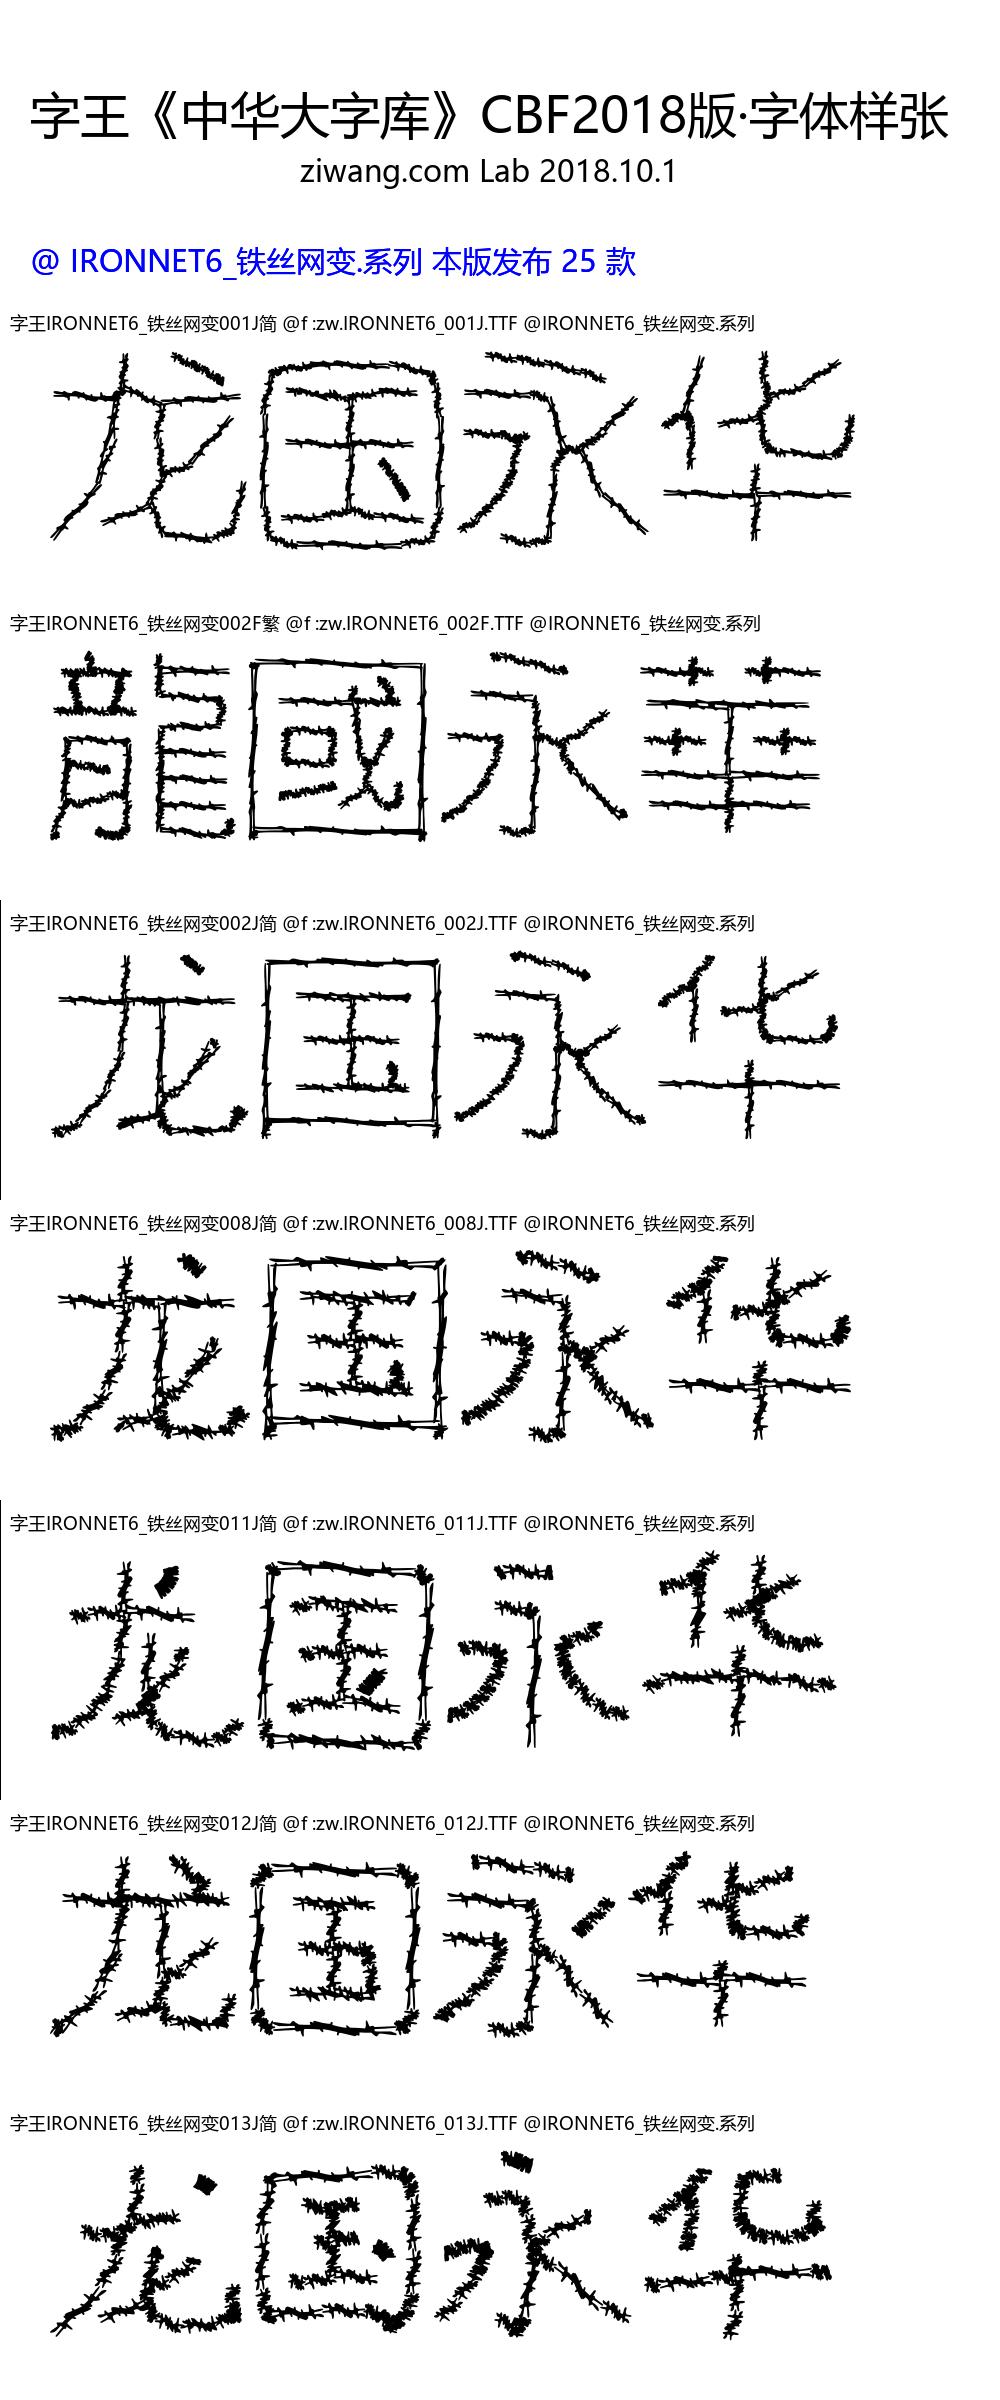 字王《中华大字库》CBF2018版·字体样张
ziwang.com Lab 2018.10.1
@ IRONNET6_铁丝网变.系列 本版发布 25 款
字王IRONNET6_铁丝网变001J简 @f :zw.IRONNET6_001J.TTF @IRONNET6_铁丝网变.系列
龙国永华
字王IRONNET6_铁丝网变002F繁 @f :zw.IRONNET6_002F.TTF @IRONNET6_铁丝网变.系列
龍國永華
字王IRONNET6_铁丝网变002J简 @f :zw.IRONNET6_002J.TTF @IRONNET6_铁丝网变.系列
龙国永华
字王IRONNET6_铁丝网变008J简 @f :zw.IRONNET6_008J.TTF @IRONNET6_铁丝网变.系列
龙国永华
字王IRONNET6_铁丝网变011J简 @f :zw.IRONNET6_011J.TTF @IRONNET6_铁丝网变.系列
龙国永华
字王IRONNET6_铁丝网变012J简 @f :zw.IRONNET6_012J.TTF @IRONNET6_铁丝网变.系列
龙国永华
字王IRONNET6_铁丝网变013J简 @f :zw.IRONNET6_013J.TTF @IRONNET6_铁丝网变.系列
龙国永华